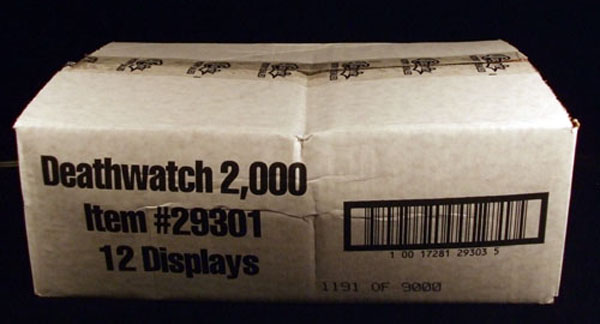 Deathwatch 2,000
Item #29301
12 Displays
1 00 17281 29303 5
1191 OF 9000